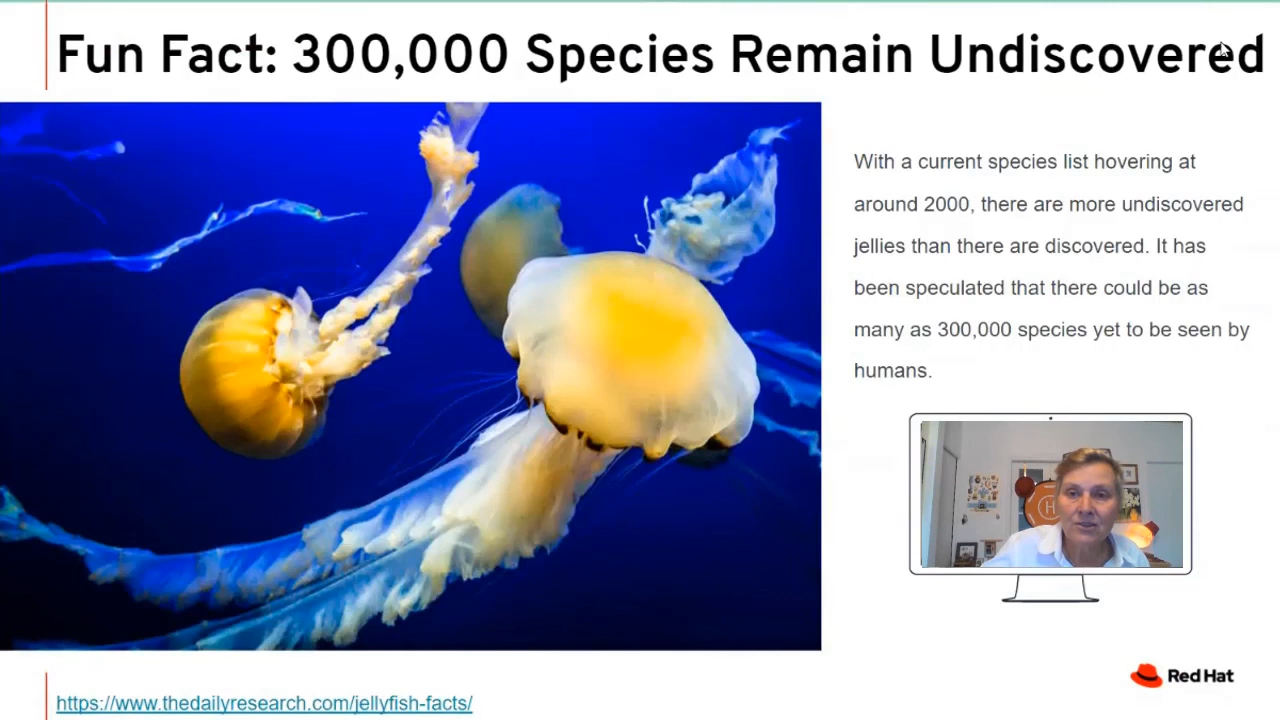 Fun Fact: 300,000 Species Remain Undiscovered
With a current species list hovering at
around 2000, there are more undiscovered
jellies than there are discovered. It has
been speculated that there could be as
many as 300,000 species yet to be seen by
humans.
H
Red Hat
https://www.thedailyresearch.com/jellyfish-facts/